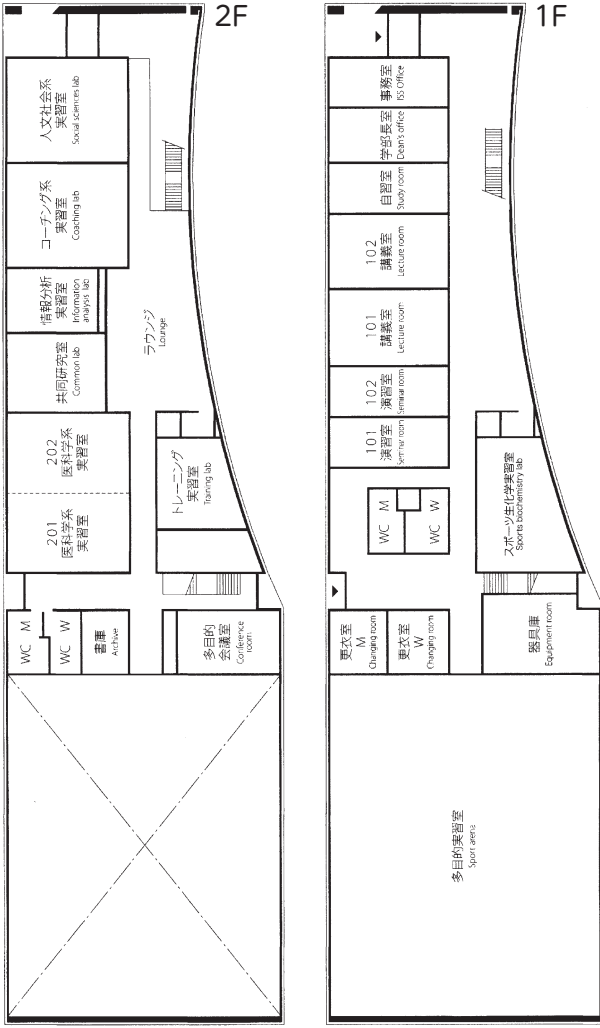 2F
人文社会系
実習室
Social sciences lab
コーチング系
実習室
Coaching lab
情報分析
実習室
Information
analysis lab
共同研究室
Common lab
202
医科学系
実習室
201
医科学系
実習室
ラウンジ
Lounge
トレーニング
実習室
Training lab
WC M
WC W
書庫
Archive
多目的
会議室
Conference
room
1F
事務室
ISS Office
学部長室
Dean's office
自習室
Study room
102
講義室
Lecture room
101
講義室
Lecture room
102
演習室
Seminar room
101
演習室
Seminar room
WC M
WC W
スポーツ生化学実習室
Sports biochemistry lab
更衣室
M
Changing room
更衣室
W
Changing room
器具庫
Equipment room
多目的実習室
Sport arena